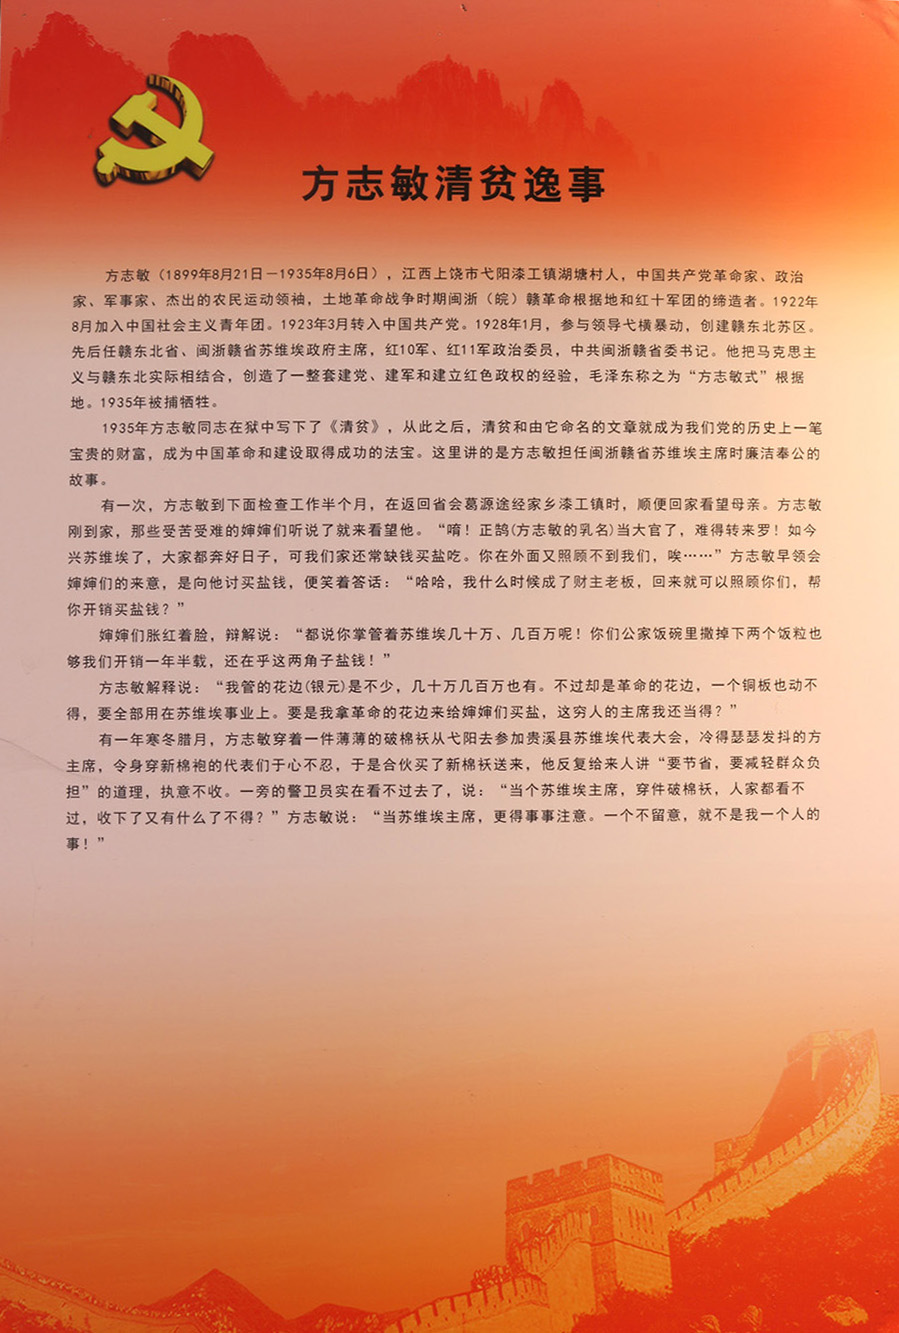 方志敏清贫逸事
方志敏（1899年8月21日－1935年8月6日），江西上饶市弋阳漆工镇湖塘村人，中国共产党革命家、政治
家、军事家、杰出的农民运动领袖，土地革命战争时期闽浙（皖）赣革命根据地和红十军团的缔造者。1922年
8月加入中国社会主义青年团。1923年3月转入中国共产党。1928年1月，参与领导弋横暴动，创建赣东北苏区。
先后任赣东北省、闽浙赣省苏维埃政府主席，红10军、红11军政治委员，中共闽浙赣省委书记。他把马克思主
义与赣东北实际相结合，创造了一整套建党、建军和建立红色政权的经验，毛泽东称之为“方志敏式”根据
地。1935年被捕牺牲。
1935年方志敏同志在狱中写下了《清贫》，从此之后，清贫和由它命名的文章就成为我们党的历史上一笔
宝贵的财富，成为中国革命和建设取得成功的法宝。这里讲的是方志敏担任闽浙赣省苏维埃主席时廉洁奉公的
故事。
有一次，方志敏到下面检查工作半个月，在返回省会葛源途经家乡漆工镇时，顺便回家看望母亲。方志敏
刚到家，那些受苦受难的婶婶们听说了就来看望他。“唷！正鹄(方志敏的乳名)当大官了，难得转来罗！如今
兴苏维埃了，大家都奔好日子，可我们家还常缺钱买盐吃。你在外面又照顾不到我们，唉……”方志敏早领会
婶婶们的来意，是向他讨买盐钱，便笑着答话：“哈哈，我什么时候成了财主老板，回来就可以照顾你们，帮
你开销买盐钱？”
婶婶们胀红着脸，辩解说：“都说你掌管着苏维埃几十万、几百万呢！你们公家饭碗里撒掉下两个饭粒也
够我们开销一年半载，还在乎这两角子盐钱！”
方志敏解释说：“我管的花边(银元)是不少，几十万几百万也有。不过却是革命的花边，一个铜板也动不
得，要全部用在苏维埃事业上。要是我拿革命的花边来给婶婶们买盐，这穷人的主席我还当得？”
有一年寒冬腊月，方志敏穿着一件薄薄的破棉袄从弋阳去参加贵溪县苏维埃代表大会，冷得瑟瑟发抖的方
主席，令身穿新棉袍的代表们于心不忍，于是合伙买了新棉袄送来，他反复给来人讲“要节省，要减轻群众负
担”的道理，执意不收。一旁的警卫员实在看不过去了，说：“当个苏维埃主席，穿件破棉袄，人家都看不
过，收下了又有什么了不得？”方志敏说：“当苏维埃主席，更得事事注意。一个不留意，就不是我一个人的
事！”